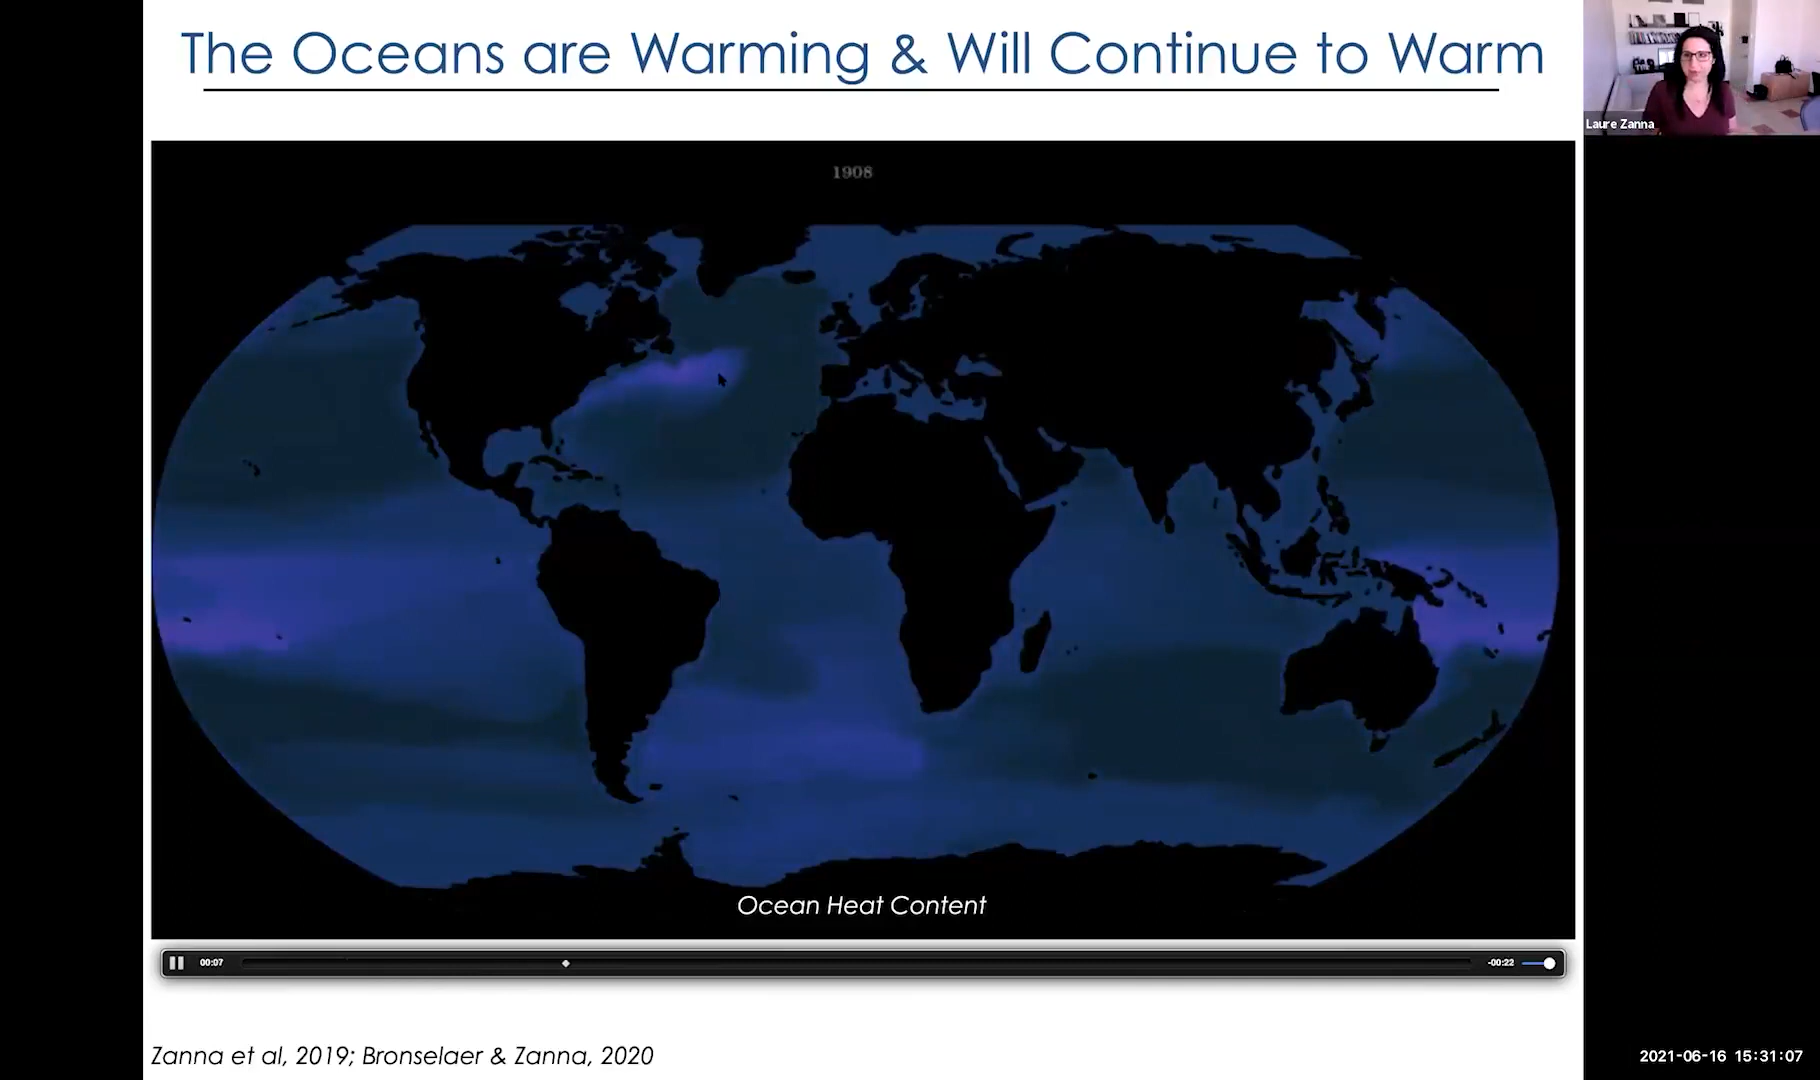 The Oceans are Warming & Will Continue to Warm
Laure Zanna
1908
Ocean Heat Content
00:07
-00:22
Zanna et al, 2019; Bronselaer & Zanna, 2020
2021-06-16 15:31:07